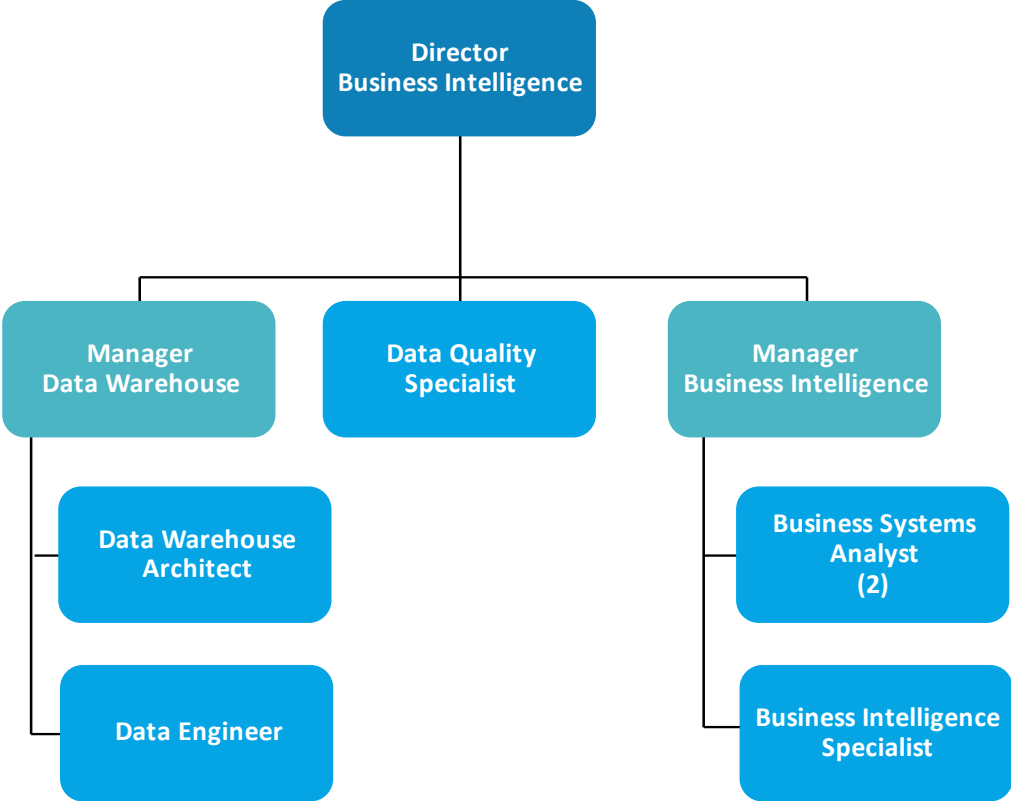 Director
Business Intelligence
Manager
Data Warehouse
Data Quality
Specialist
Manager
Business Intelligence
Data Warehouse
Architect
Business Systems
Analyst
(2)
Data Engineer
Business Intelligence
Specialist